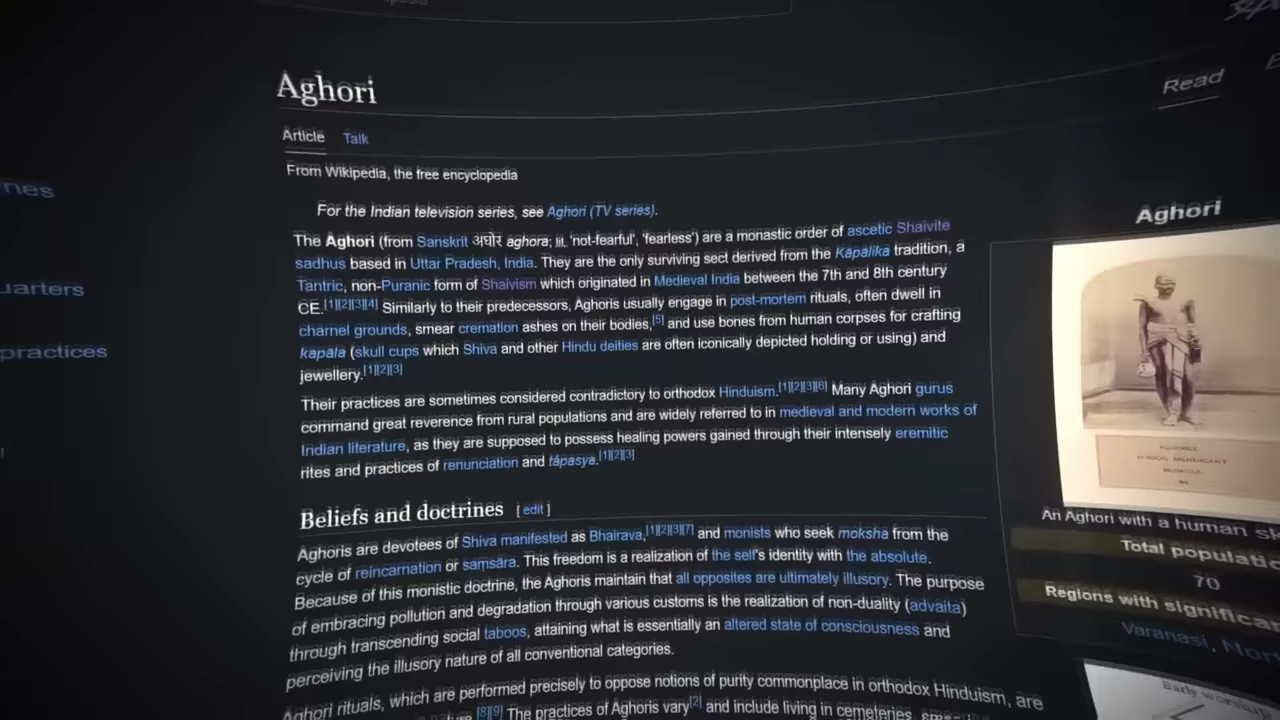 Aghori
Read
Article Talk
From Wikipedia, the free encyclopedia
For the Indian television series, see Aghori (TV series).
The Aghori (from Sanskrit अघोर aghora; lit. 'not-fearful', 'fearless') are a monastic order of ascetic Shaivite
sadhus based in Uttar Pradesh, India. They are the only surviving sect derived from the Kāpālika tradition, a
Tantric, non-Puranic form of Shaivism which originated in Medieval India between the 7th and 8th century
CE.[1][2][3][4] Similarly to their predecessors, Aghoris usually engage in post-mortem rituals, often dwell in
charnel grounds, smear cremation ashes on their bodies,[5] and use bones from human corpses for crafting
kapāla (skull cups which Shiva and other Hindu deities are often iconically depicted holding or using) and
jewellery.[1][2][3]
Their practices are sometimes considered contradictory to orthodox Hinduism.[1][2][3][6] Many Aghori gurus
command great reverence from rural populations and are widely referred to in medieval and modern works of
Indian literature, as they are supposed to possess healing powers gained through their intensely eremitic
rites and practices of renunciation and tápasya.[1][2][3]
Beliefs and doctrines [ edit ]
Aghoris are devotees of Shiva manifested as Bhairava,[1][2][3][7] and monists who seek moksha from the
cycle of reincarnation or saṃsāra. This freedom is a realization of the self's identity with the absolute.
Because of this monistic doctrine, the Aghoris maintain that all opposites are ultimately illusory. The purpose
of embracing pollution and degradation through various customs is the realization of non-duality (advaita)
through transcending social taboos, attaining what is essentially an altered state of consciousness and
perceiving the illusory nature of all conventional categories.
Aghori rituals, which are performed precisely to oppose notions of purity commonplace in orthodox Hinduism, are
[8][9] The practices of Aghoris vary[2] and include living in cemeteries,
practices
Aghori
An Aghori with a human
Total
70
Regions with
Varanasi,
Early